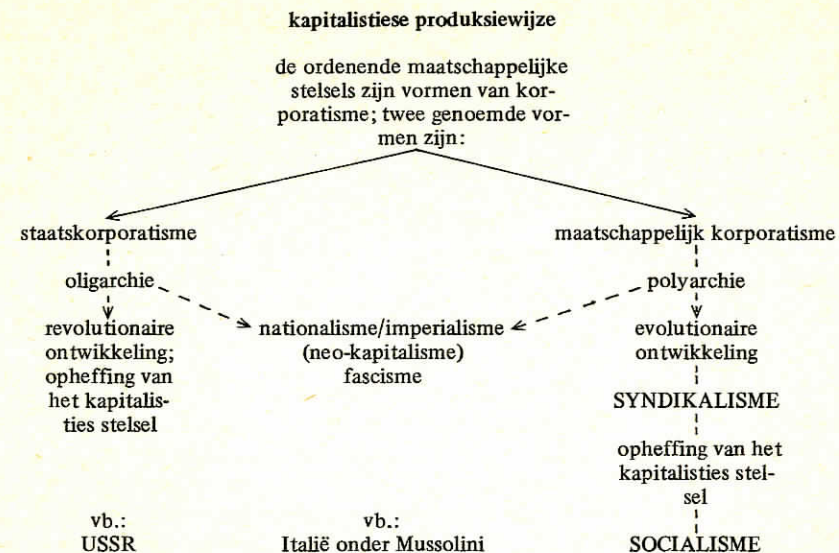 kapitalistiese produksiewijze
de ordenende maatschappelijke
stelsels zijn vormen van kor-
poratisme; twee genoemde vor-
men zijn:
staatskorporatisme
maatschappelijk korporatisme
oligarchie
polyarchie
revolutionaire
ontwikkeling;
opheffing van
het kapitalis-
ties stelsel
nationalisme/imperialisme
(neo-kapitalisme)
fascisme
evolutionaire
ontwikkeling
SYNDIKALISME
opheffing van het
kapitalisties stel-
sel
SOCIALISME
vb.:
USSR
vb.:
Italië onder Mussolini